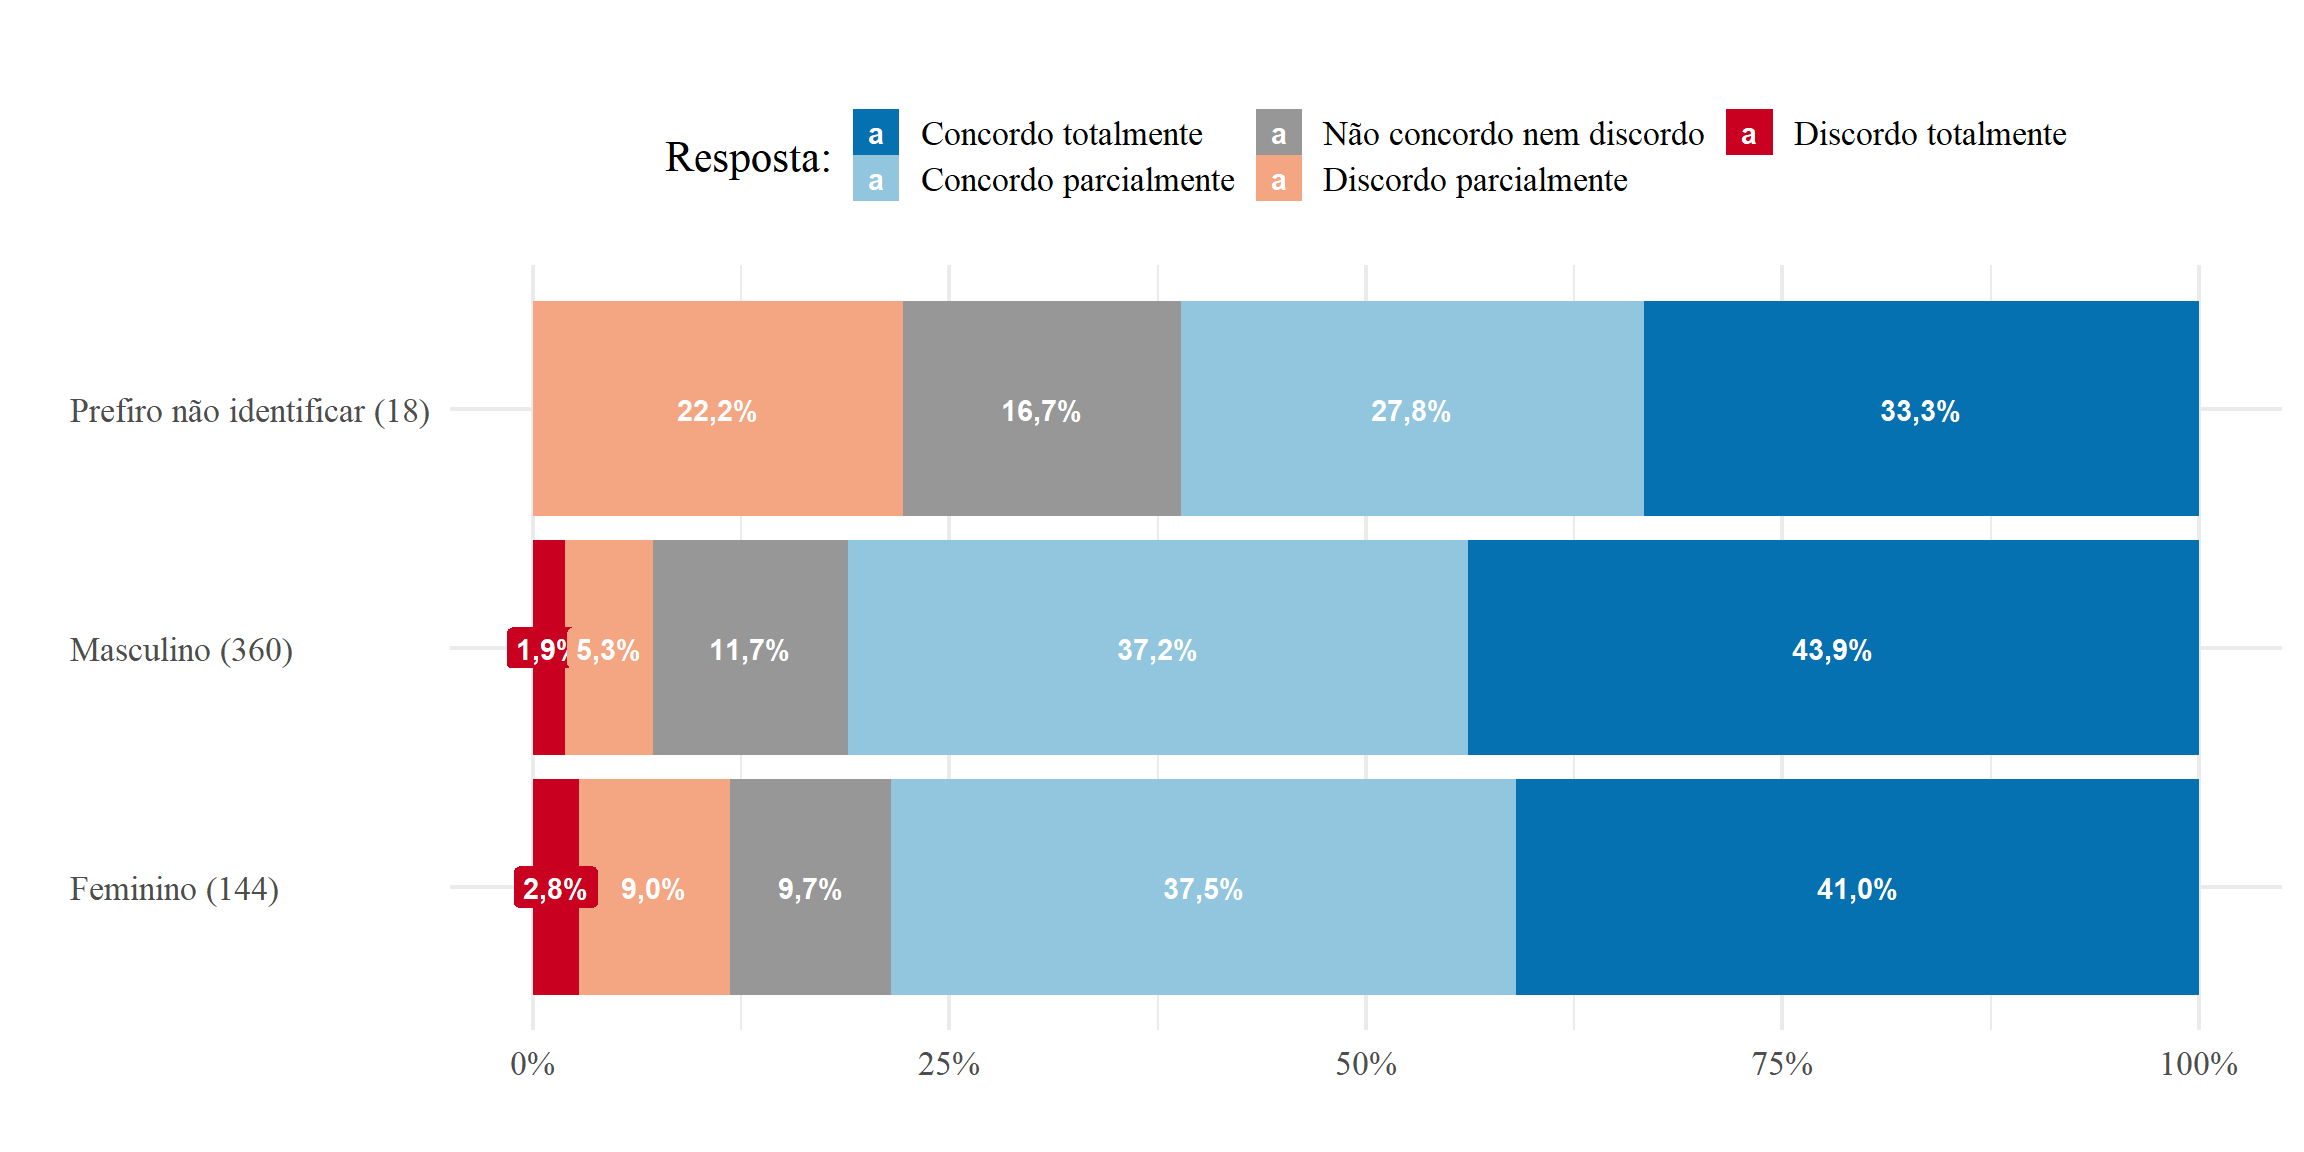 Resposta:
a Concordo totalmente
a Concordo parcialmente
a Não concordo nem discordo
a Discordo parcialmente
a Discordo totalmente
Prefiro não identificar (18)
22,2% 16,7% 27,8% 33,3%
Masculino (360)
1,9% 5,3% 11,7% 37,2% 43,9%
Feminino (144)
2,8% 9,0% 9,7% 37,5% 41,0%
0% 25% 50% 75% 100%